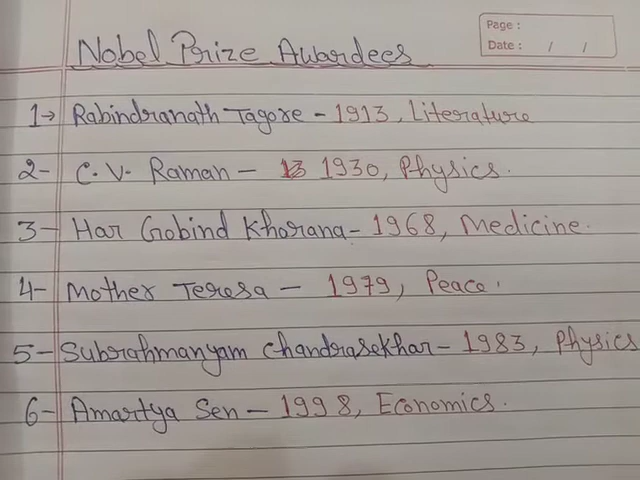 Page :
Date : / /
Nobel Prize Awardees
1→ Rabindranath Tagore - 1913, Literature
2- C.V. Raman - 1930, Physics.
3- Har Gobind Khorana - 1968, Medicine.
4- Mother Teresa - 1979, Peace.
5- Subrahmanyam Chandrasekhar - 1983, Physics
6- Amartya Sen - 1998, Economics.